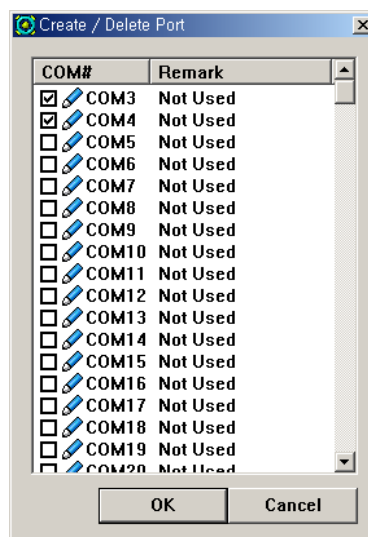 Create / Delete Port
COM# Remark
COM3 Not Used
COM4 Not Used
COM5 Not Used
COM6 Not Used
COM7 Not Used
COM8 Not Used
COM9 Not Used
COM10 Not Used
COM11 Not Used
COM12 Not Used
COM13 Not Used
COM14 Not Used
COM15 Not Used
COM16 Not Used
COM17 Not Used
COM18 Not Used
COM19 Not Used
COM20 Not Used
OK Cancel